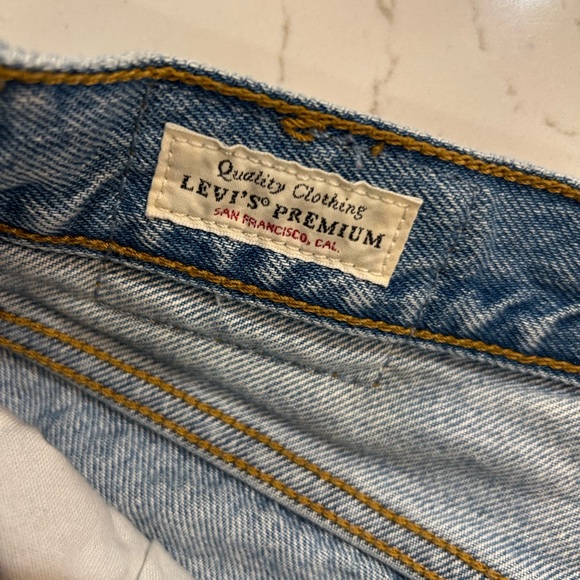 Quality Clothing
LEVI'S® PREMIUM
SAN FRANCISCO, CAL.